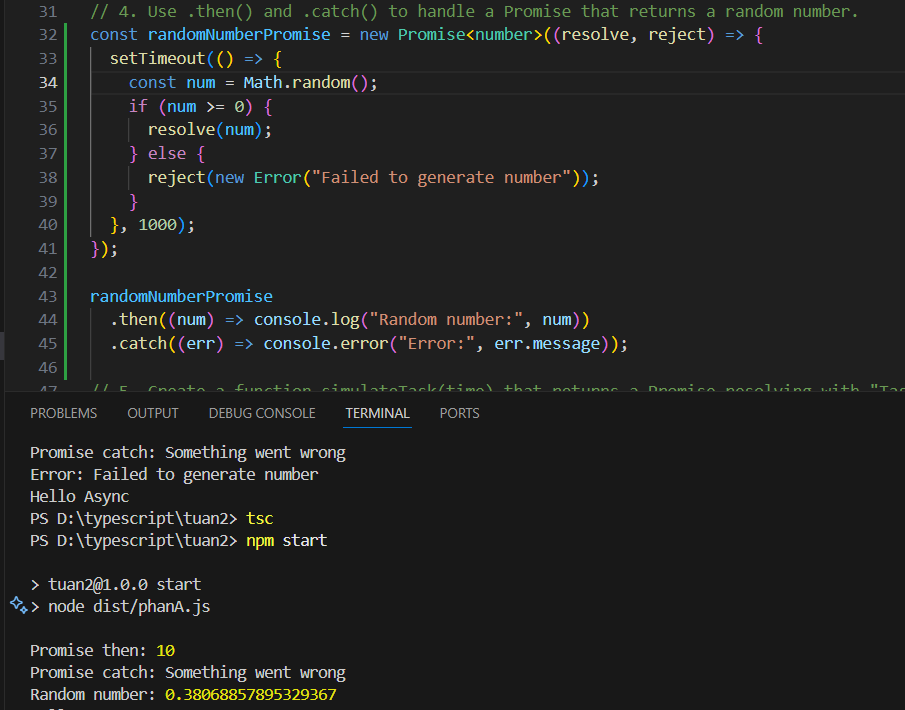 31 // 4. Use .then() and .catch() to handle a Promise that returns a random number.
32 const randomNumberPromise = new Promise<number>((resolve, reject) => {
33 setTimeout(() => {
34 const num = Math.random();
35 if (num >= 0) {
36 resolve(num);
37 } else {
38 reject(new Error("Failed to generate number"));
39 }
40 }, 1000);
41 });
42
43 randomNumberPromise
44 .then((num) => console.log("Random number:", num))
45 .catch((err) => console.error("Error:", err.message));
46
47 // 5. Create a function simulateTask(time) that returns a Promise resolving with "Tas
PROBLEMS OUTPUT DEBUG CONSOLE TERMINAL PORTS
Promise catch: Something went wrong
Error: Failed to generate number
Hello Async
PS D:\typescript\tuan2> tsc
PS D:\typescript\tuan2> npm start
> tuan2@1.0.0 start
> node dist/phanA.js
Promise then: 10
Promise catch: Something went wrong
Random number: 0.38068857895329367